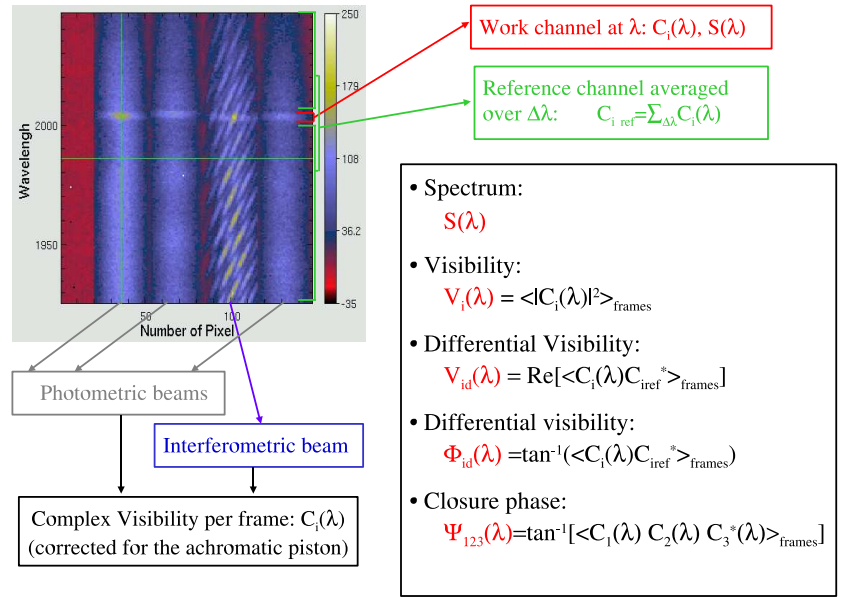 250
179
108
36.2
-35
Wavelengh
2000
1950
50
100
Number of Pixel
Work channel at λ: Cᵢ(λ), S(λ)
Reference channel averaged
over Δλ: Cᵢ ref=∑Δλ Cᵢ(λ)
Photometric beams
Interferometric beam
Complex Visibility per frame: Cᵢ(λ)
(corrected for the achromatic piston)
• Spectrum:
S(λ)
• Visibility:
Vᵢ(λ) = <|Cᵢ(λ)|²>frames
• Differential Visibility:
Vid(λ) = Re[<Cᵢ(λ)Ciref*>frames]
• Differential visibility:
Φid(λ) =tan⁻¹(<Cᵢ(λ)Ciref*>frames)
• Closure phase:
Ψ₁₂₃(λ)=tan⁻¹[<C₁(λ) C₂(λ) C₃*(λ)>frames]